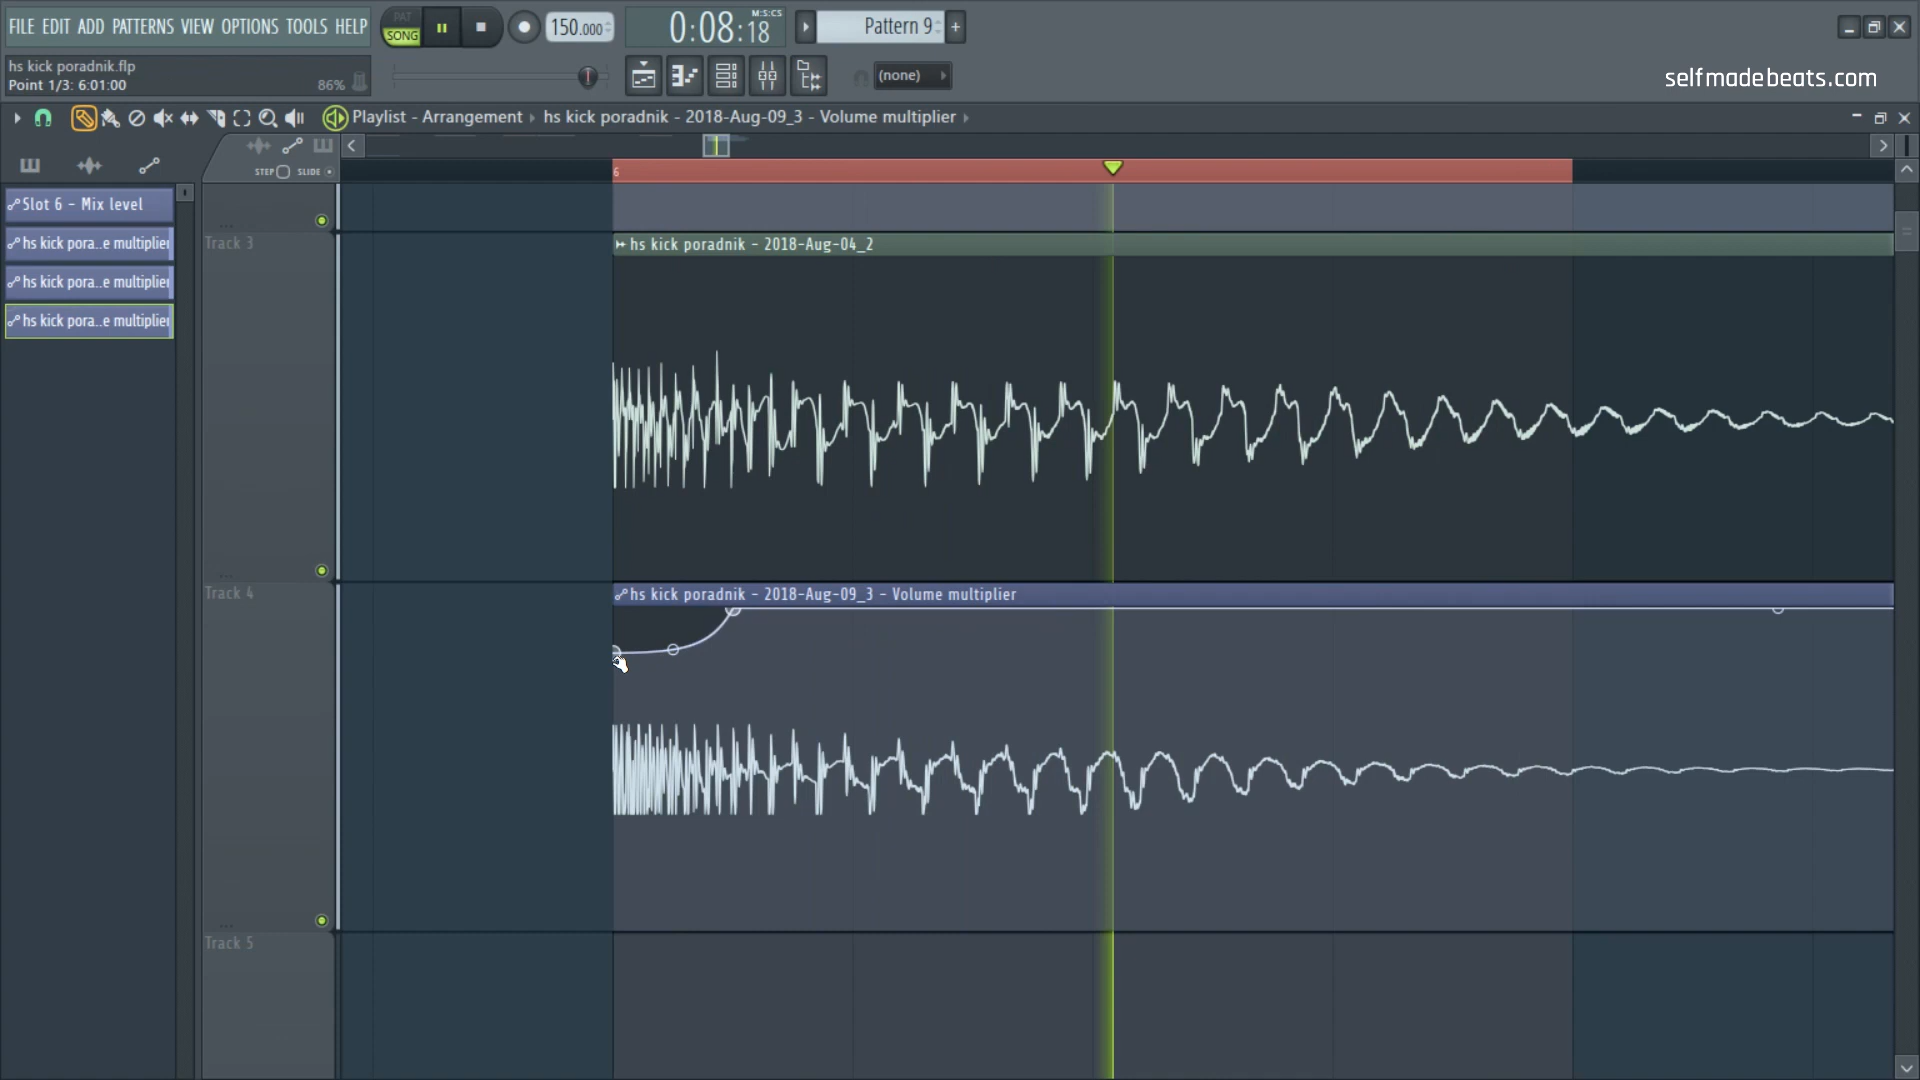 FILE EDIT ADD PATTERNS VIEW OPTIONS TOOLS HELP
PAT
SONG
150.000
M:S:CS
0:08:18
Pattern 9
+
hs kick poradnik.flp
Point 1/3: 6:01:00
86%
(none)
selfmadebeats.com
Playlist - Arrangement › hs kick poradnik - 2018-Aug-09_3 - Volume multiplier
STEP
SLIDE
6
Slot 6 - Mix level
hs kick pora..e multiplier
hs kick pora..e multiplier
hs kick pora..e multiplier
Track 3
hs kick poradnik - 2018-Aug-04_2
Track 4
hs kick poradnik - 2018-Aug-09_3 - Volume multiplier
Track 5